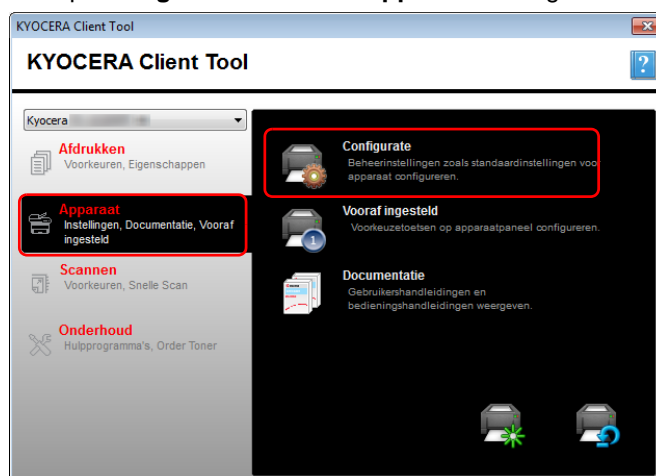 KYOCERA Client Tool
KYOCERA Client Tool
?
Kyocera
Afdrukken
Voorkeuren, Eigenschappen
Apparaat
Instellingen, Documentatie, Vooraf
ingesteld
Scannen
Voorkeuren, Snelle Scan
Onderhoud
Hulpprogramma's, Order Toner
Configurate
Beheerinstellingen zoals standaardinstellingen voo
apparaat configureren.
Vooraf ingesteld
1
Voorkeuzetoetsen op apparaatpaneel configureren.
Documentatie
Gebruikershandleidingen en
bedieningshandleidingen weergeven.